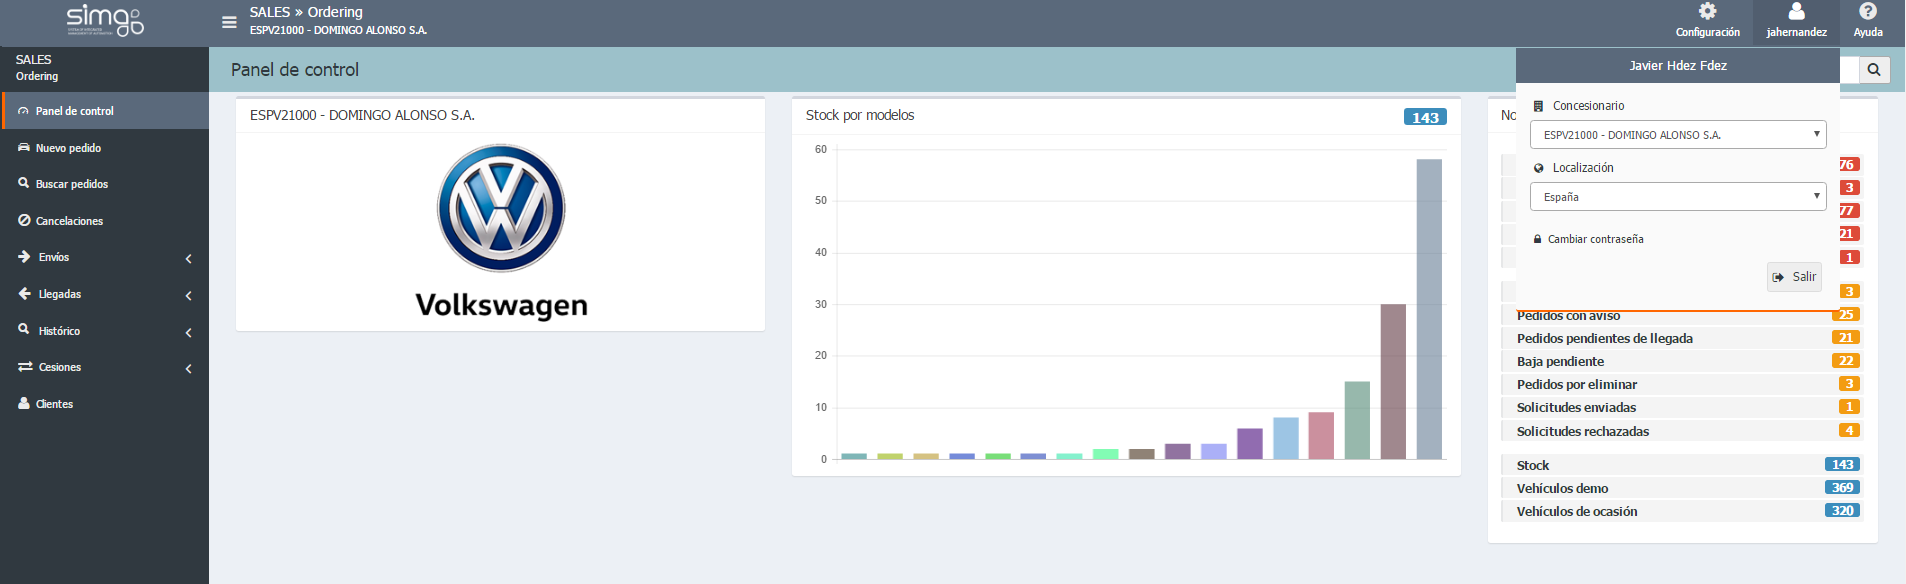 simgo
SALES » Ordering
ESPV21000 - DOMINGO ALONSO S.A.
Configuración
jahernandez
Ayuda
SALES
Ordering
Panel de control
Nuevo pedido
Buscar pedidos
Cancelaciones
Envíos
Llegadas
Histórico
Cesiones
Clientes
Panel de control
ESPV21000 - DOMINGO ALONSO S.A.
Volkswagen
Stock por modelos
143
60
50
40
30
20
10
0
Javier Hdez Fdez
Concesionario
ESPV21000 - DOMINGO ALONSO S.A.
Localización
España
Cambiar contraseña
Salir
No
76
3
77
21
1
3
Pedidos con aviso 25
Pedidos pendientes de llegada 21
Baja pendiente 22
Pedidos por eliminar 3
Solicitudes enviadas 1
Solicitudes rechazadas 4
Stock 143
Vehículos demo 369
Vehículos de ocasión 320